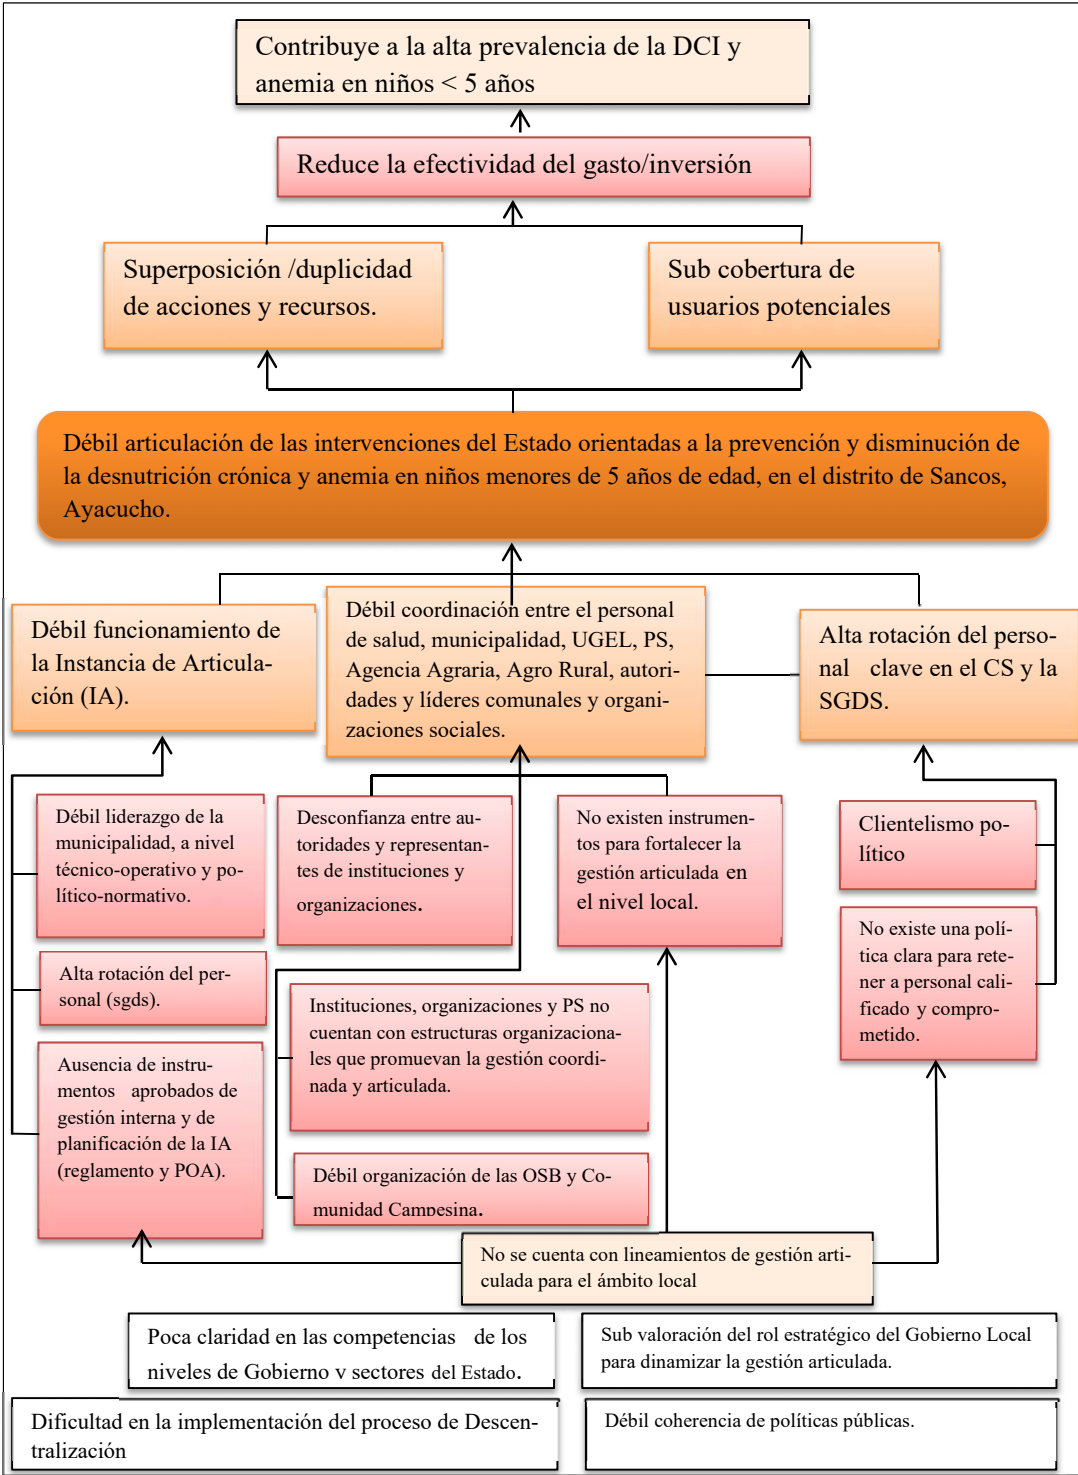 Contribuye a la alta prevalencia de la DCI y
anemia en niños < 5 años
Reduce la efectividad del gasto/inversión
Superposición /duplicidad
de acciones y recursos.
Sub cobertura de
usuarios potenciales
Débil articulación de las intervenciones del Estado orientadas a la prevención y disminución de
la desnutrición crónica y anemia en niños menores de 5 años de edad, en el distrito de Sancos,
Ayacucho.
Débil funcionamiento de
la Instancia de Articula-
ción (IA).
Débil coordinación entre el personal
de salud, municipalidad, UGEL, PS,
Agencia Agraria, Agro Rural, autori-
dades y líderes comunales y organi-
zaciones sociales.
Alta rotación del perso-
nal clave en el CS y la
SGDS.
Débil liderazgo de la
municipalidad, a nivel
técnico-operativo y po-
lítico-normativo.
Desconfianza entre au-
toridades y representan-
tes de instituciones y
organizaciones.
No existen instrumen-
tos para fortalecer la
gestión articulada en
el nivel local.
Clientelismo po-
lítico
Alta rotación del per-
sonal (sgds).
No existe una polí-
tica clara para rete-
ner a personal cali-
ficado y compro-
metido.
Instituciones, organizaciones y PS no
cuentan con estructuras organizaciona-
les que promuevan la gestión coordi-
nada y articulada.
Ausencia de instru-
mentos aprobados de
gestión interna y de
planificación de la IA
(reglamento y POA).
Débil organización de las OSB y Co-
munidad Campesina.
No se cuenta con lineamientos de gestión arti-
culada para el ámbito local
Poca claridad en las competencias de los
niveles de Gobierno y sectores del Estado.
Sub valoración del rol estratégico del Gobierno Local
para dinamizar la gestión articulada.
Dificultad en la implementación del proceso de Descen-
tralización
Débil coherencia de políticas públicas.